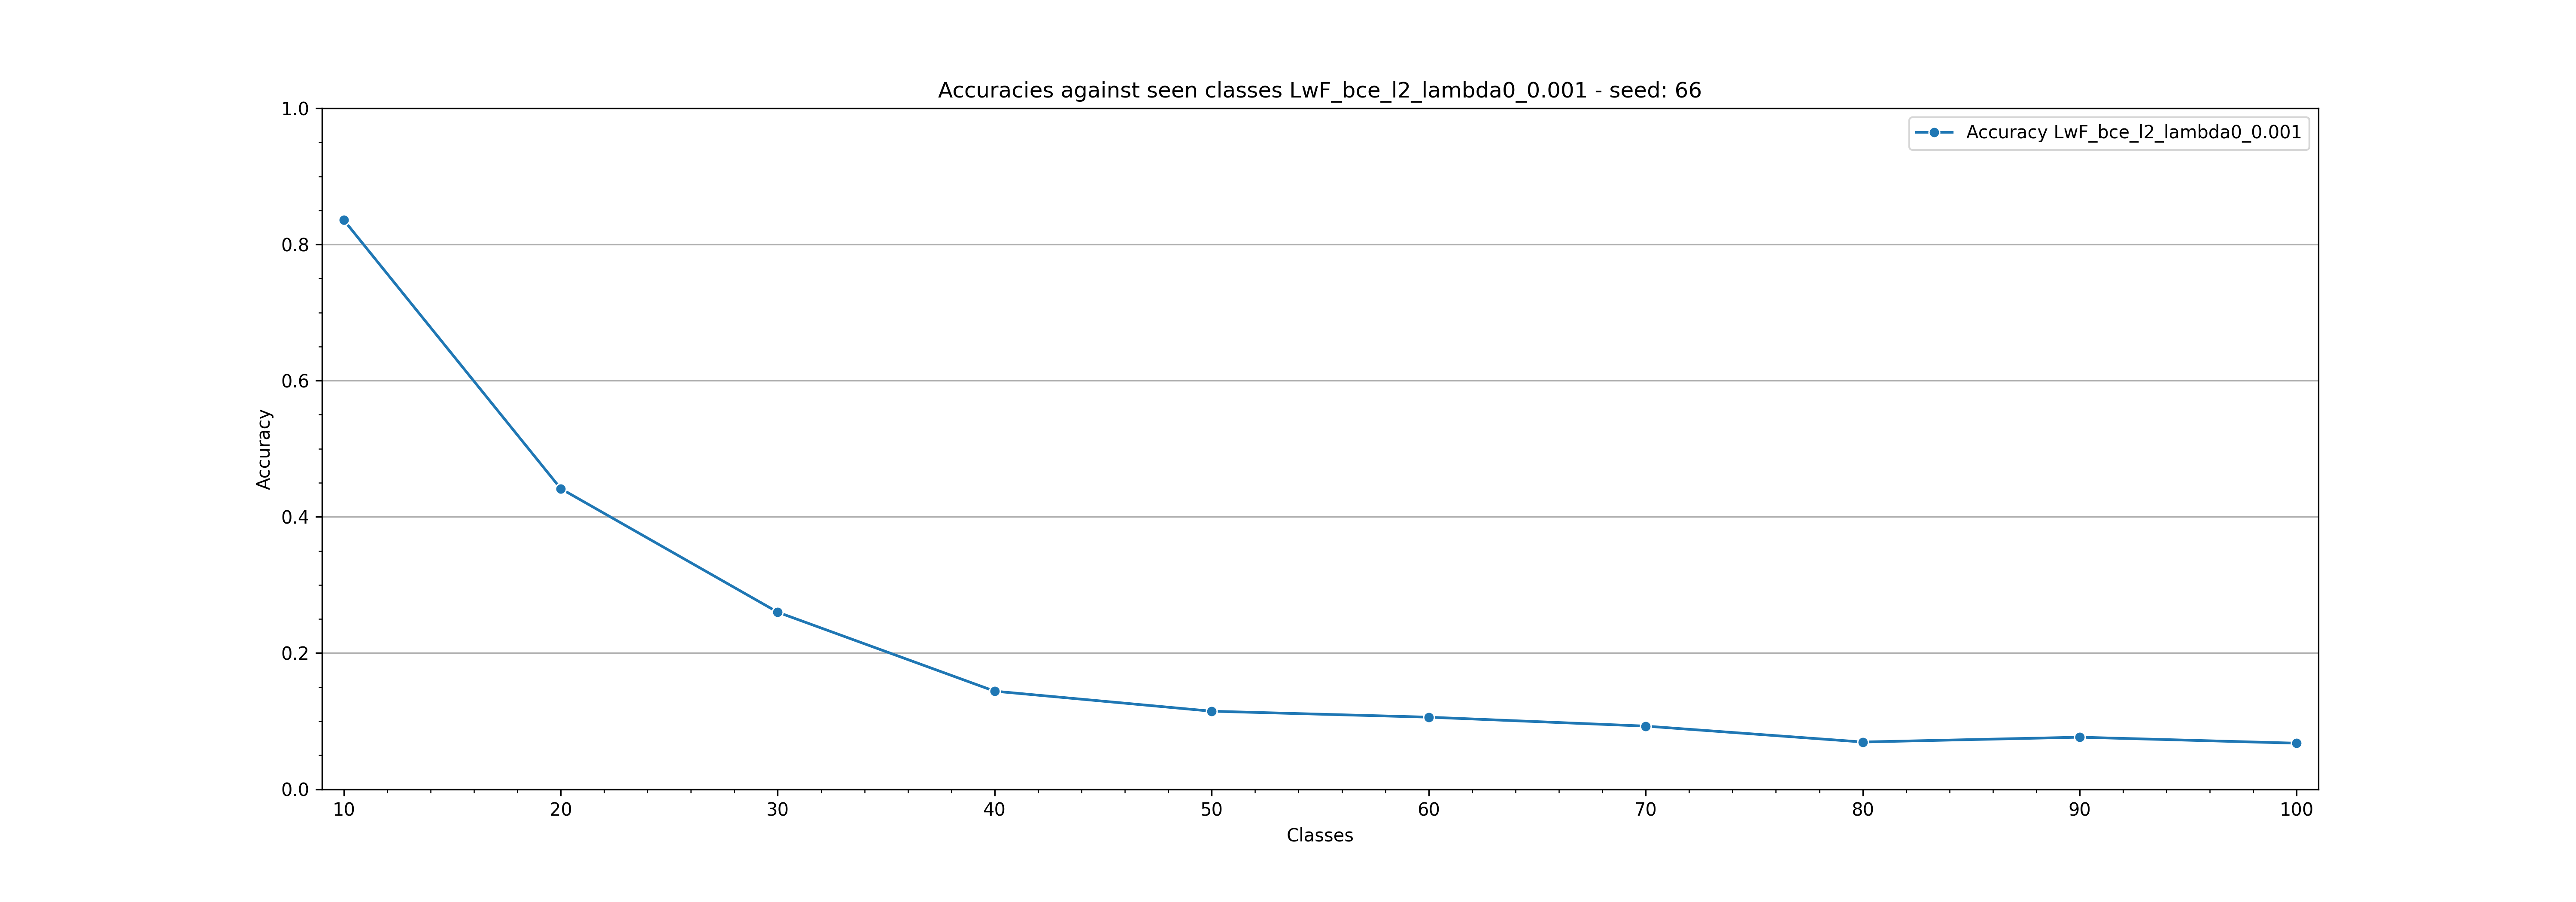 Accuracies against seen classes LwF_bce_l2_lambda0_0.001 - seed: 66
Accuracy LwF_bce_l2_lambda0_0.001
1.0
0.8
0.6
0.4
0.2
0.0
Accuracy
10 20 30 40 50 60 70 80 90 100
Classes